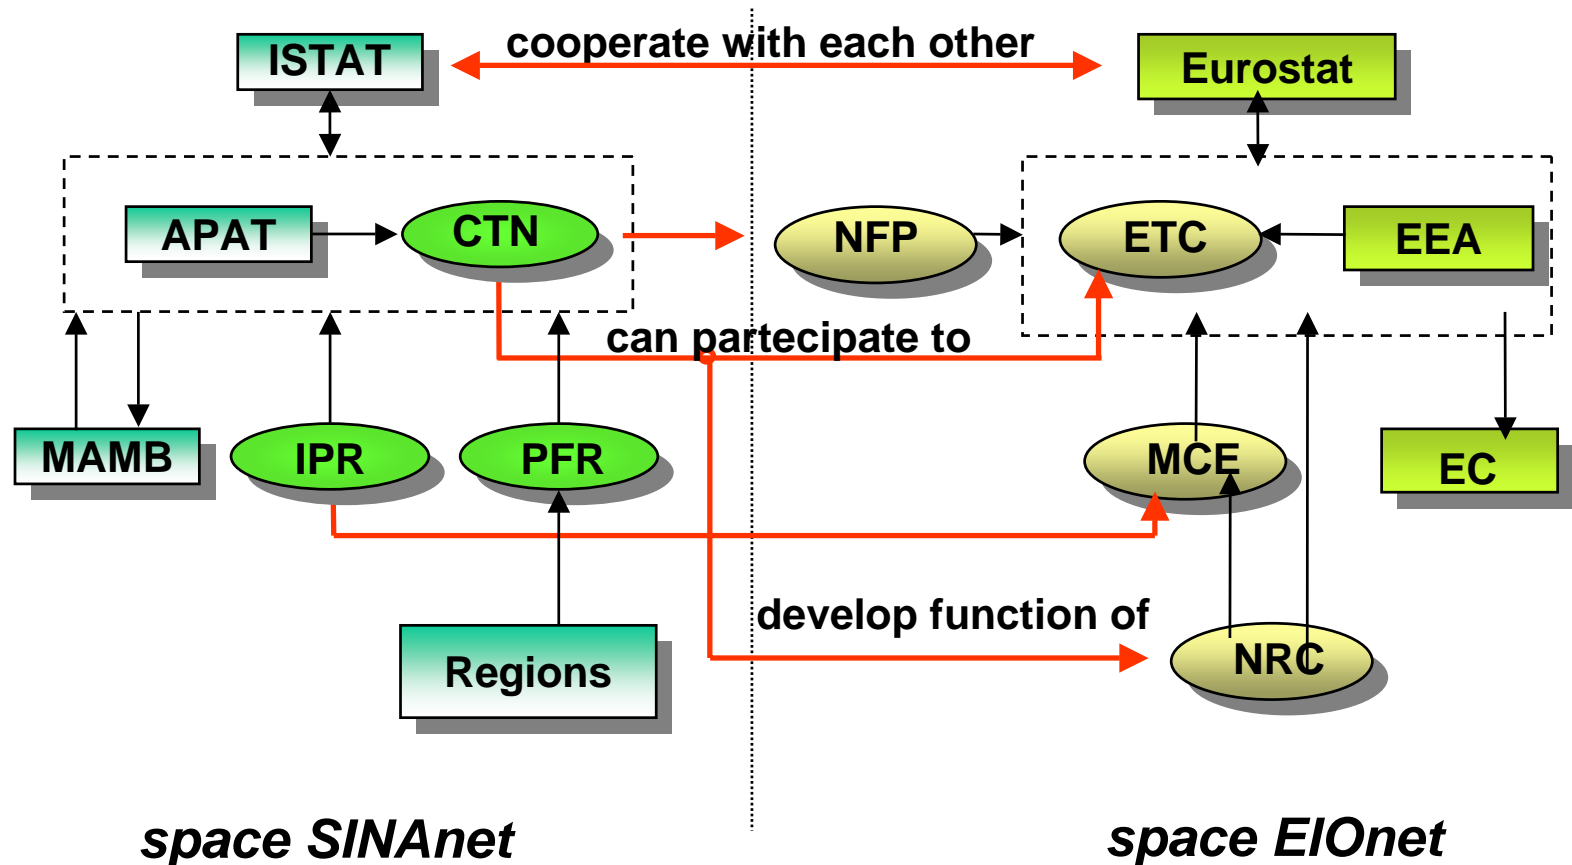 cooperate with each other
ISTAT
Eurostat
APAT
CTN
NFP
ETC
EEA
can partecipate to
MAMB
IPR
PFR
MCE
EC
develop function of
Regions
NRC
space SINAnet
space EIOnet